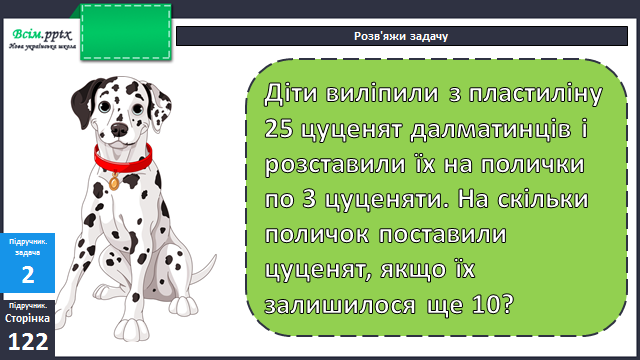 Всім.pptx
Нова українська школа
Розв'яжи задачу
Діти виліпили з пластиліну
25 цуценят далматинців і
розставили їх на полички
по 3 цуценяти. На скільки
поличок поставили
цуценят, якщо їх
залишилося ще 10?
Підручник.
задача
2
Підручник.
Сторінка
122